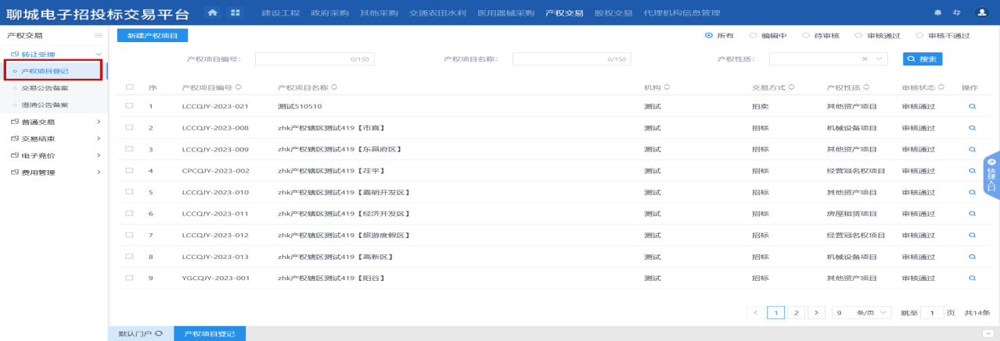 聊城电子招投标交易平台 建设工程 政府采购 其他采购 交通农田水利 医用器械采购 产权交易 股权交易 代理机构信息管理
产权交易
转让受理
产权项目登记
交易公告备案
澄清公告备案
普通交易
交易结束
电子竞价
费用管理
新建产权项目 所有 编辑中 待审核 审核通过 审核不通过
产权项目编号: 0/150 产权项目名称: 0/150 产权性质: 搜索
序 产权项目编号 产权项目名称 机构 交易方式 产权性质 审核状态 操作
1 LCCQJY-2023-021 测试510510 测试 拍卖 其他资产项目 审核通过
2 LCCQJY-2023-008 zhk产权辖区测试419【市直】 测试 招标 机械设备项目 审核通过
3 LCCQJY-2023-009 zhk产权辖区测试419【东昌府区】 测试 招标 其他资产项目 审核通过
4 CPCQJY-2023-002 zhk产权辖区测试419【茌平】 测试 招标 经营冠名权项目 审核通过
5 LCCQJY-2023-010 zhk产权辖区测试419【嘉明开发区】 测试 招标 其他资产项目 审核通过
6 LCCQJY-2023-011 zhk产权辖区测试419【经济开发区】 测试 招标 房屋租赁项目 审核通过
7 LCCQJY-2023-012 zhk产权辖区测试419【旅游度假区】 测试 招标 经营冠名权项目 审核通过
8 LCCQJY-2023-013 zhk产权辖区测试419【高新区】 测试 招标 机械设备项目 审核通过
9 YGCQJY-2023-001 zhk产权辖区测试419【阳谷】 测试 招标 其他资产项目 审核通过
快捷入口
< 1 2 > 9 条/页 跳至 1 页 共14条
默认门户 产权项目登记